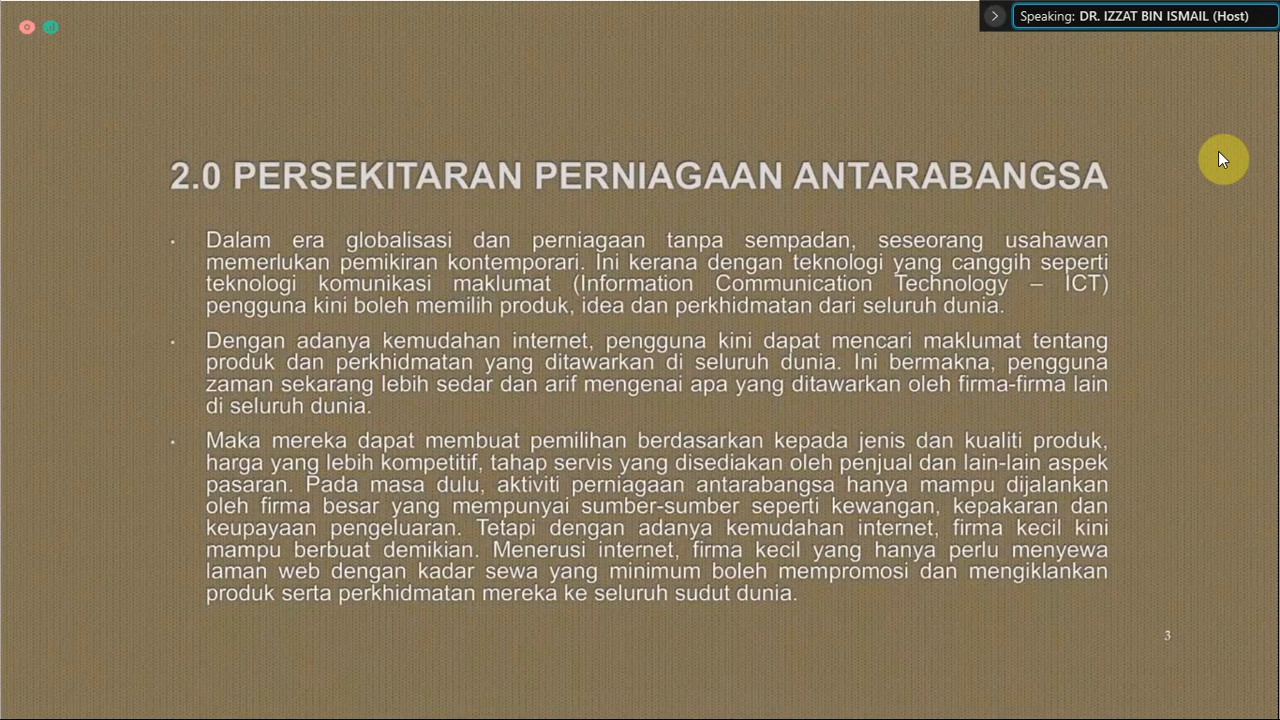 Speaking: DR. IZZAT BIN ISMAIL (Host)
2.0 PERSEKITARAN PERNIAGAAN ANTARABANGSA
• Dalam era globalisasi dan perniagaan tanpa sempadan, seseorang usahawan
memerlukan pemikiran kontemporari. Ini kerana dengan teknologi yang canggih seperti
teknologi komunikasi maklumat (Information Communication Technology – ICT)
pengguna kini boleh memilih produk, idea dan perkhidmatan dari seluruh dunia.
• Dengan adanya kemudahan internet, pengguna kini dapat mencari maklumat tentang
produk dan perkhidmatan yang ditawarkan di seluruh dunia. Ini bermakna, pengguna
zaman sekarang lebih sedar dan arif mengenai apa yang ditawarkan oleh firma-firma lain
di seluruh dunia.
• Maka mereka dapat membuat pemilihan berdasarkan kepada jenis dan kualiti produk,
harga yang lebih kompetitif, tahap servis yang disediakan oleh penjual dan lain-lain aspek
pasaran. Pada masa dulu, aktiviti perniagaan antarabangsa hanya mampu dijalankan
oleh firma besar yang mempunyai sumber-sumber seperti kewangan, kepakaran dan
keupayaan pengeluaran. Tetapi dengan adanya kemudahan internet, firma kecil kini
mampu berbuat demikian. Menerusi internet, firma kecil yang hanya perlu menyewa
laman web dengan kadar sewa yang minimum boleh mempromosi dan mengiklankan
produk serta perkhidmatan mereka ke seluruh sudut dunia.
3